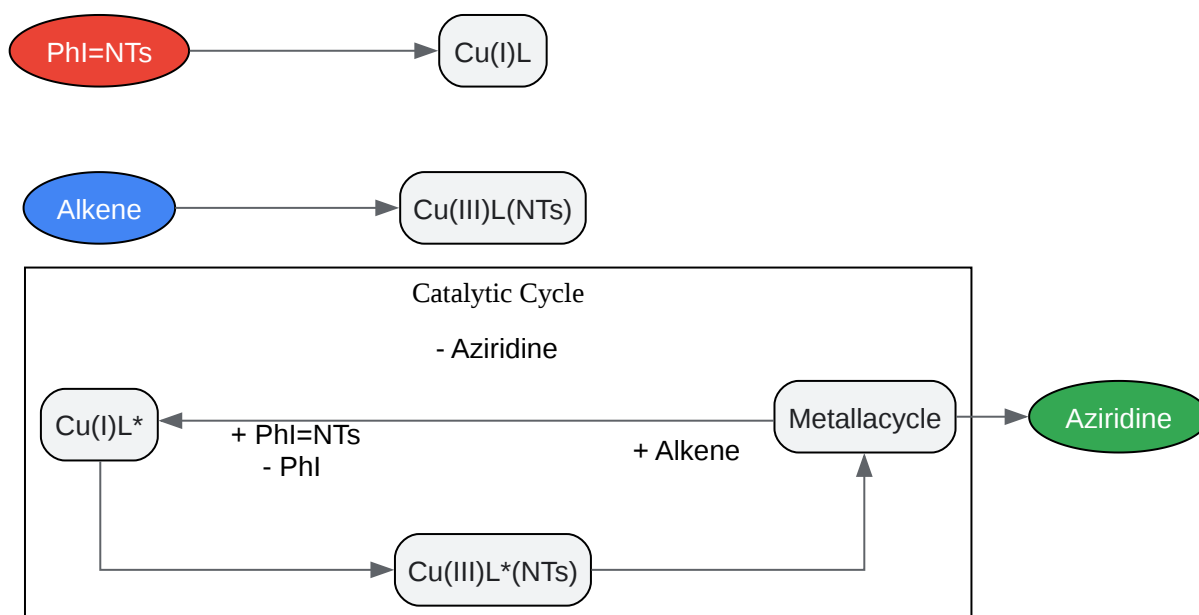 PhI=NTs
Cu(I)L
Alkene
Cu(III)L(NTs)
Catalytic Cycle
- Aziridine
Cu(I)L*
+ PhI=NTs
- PhI
+ Alkene
Metallacycle
Aziridine
Cu(III)L*(NTs)